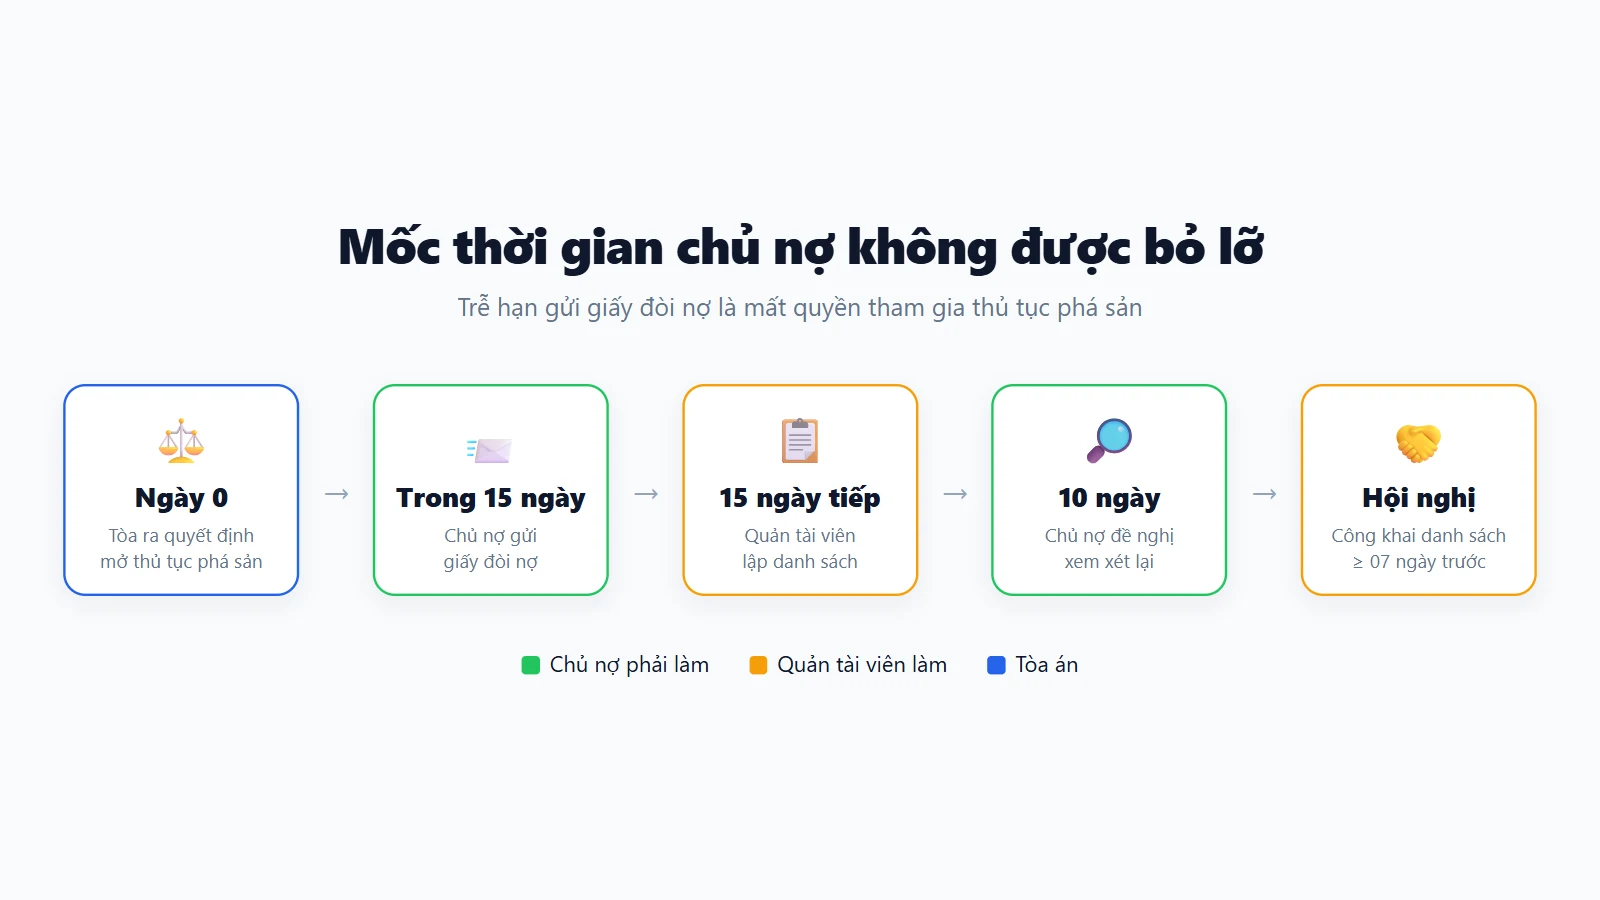 Mốc thời gian chủ nợ không được bỏ lỡ
Trễ hạn gửi giấy đòi nợ là mất quyền tham gia thủ tục phá sản
Ngày 0
Tòa ra quyết định
mở thủ tục phá sản
→
Trong 15 ngày
Chủ nợ gửi
giấy đòi nợ
→
15 ngày tiếp
Quản tài viên
lập danh sách
→
10 ngày
Chủ nợ đề nghị
xem xét lại
→
Hội nghị
Công khai danh sách
≥ 07 ngày trước
Chủ nợ phải làm
Quản tài viên làm
Tòa án